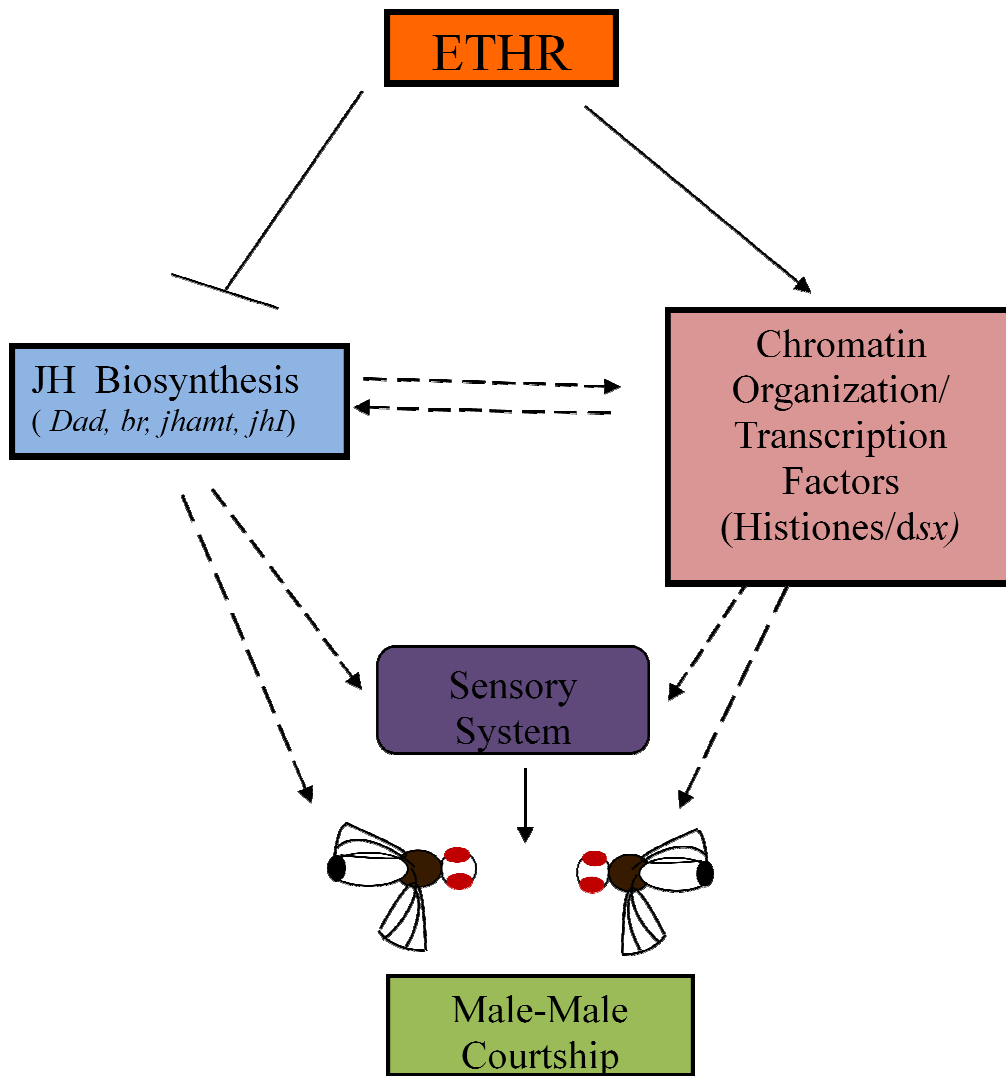 ETHR
JH Biosynthesis
( Dad, br, jhamt, jhI)
Chromatin
Organization/
Transcription
Factors
(Histiones/dsx)
Sensory
System
Male-Male
Courtship